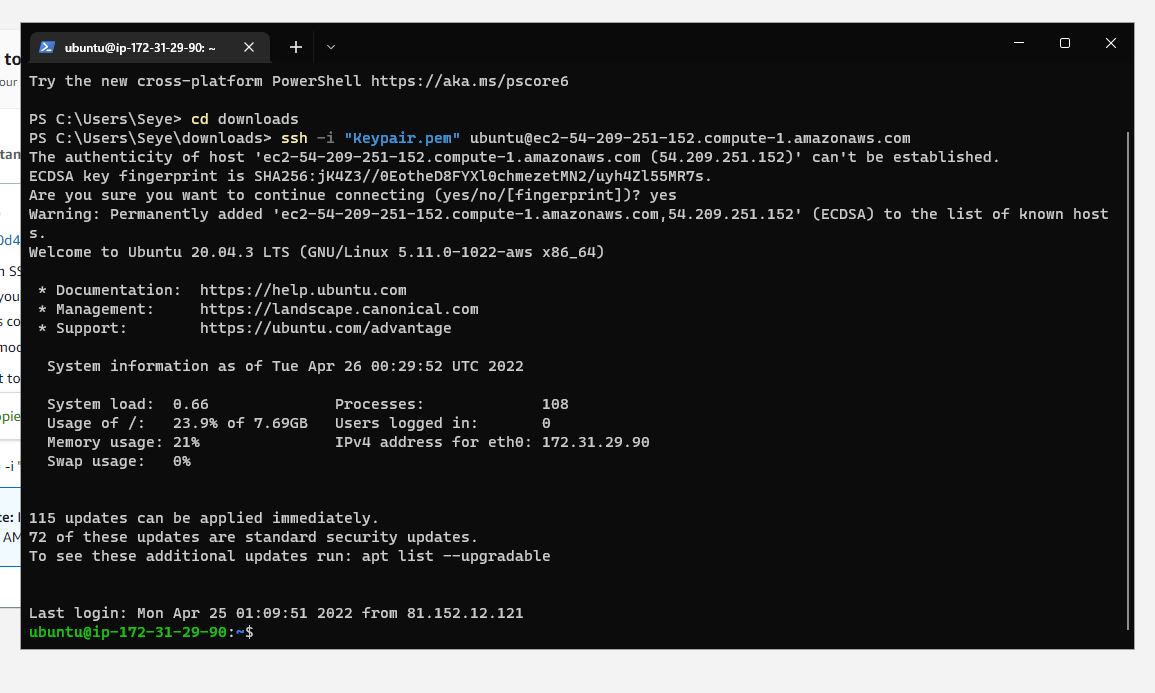 ubuntu@ip-172-31-29-90: ~
Try the new cross-platform PowerShell https://aka.ms/pscore6
PS C:\Users\Seye> cd downloads
PS C:\Users\Seye\downloads> ssh -i "Keypair.pem" ubuntu@ec2-54-209-251-152.compute-1.amazonaws.com
The authenticity of host 'ec2-54-209-251-152.compute-1.amazonaws.com (54.209.251.152)' can't be established.
ECDSA key fingerprint is SHA256:jK4Z3//0EotheD8FYXl0chmezetMN2/uyh4Zl55MR7s.
Are you sure you want to continue connecting (yes/no/[fingerprint])? yes
Warning: Permanently added 'ec2-54-209-251-152.compute-1.amazonaws.com,54.209.251.152' (ECDSA) to the list of known host
s.
Welcome to Ubuntu 20.04.3 LTS (GNU/Linux 5.11.0-1022-aws x86_64)
* Documentation:  https://help.ubuntu.com
* Management:     https://landscape.canonical.com
* Support:        https://ubuntu.com/advantage
System information as of Tue Apr 26 00:29:52 UTC 2022
System load:  0.66              Processes:             108
Usage of /:   23.9% of 7.69GB   Users logged in:       0
Memory usage: 21%               IPv4 address for eth0: 172.31.29.90
Swap usage:   0%
115 updates can be applied immediately.
72 of these updates are standard security updates.
To see these additional updates run: apt list --upgradable
Last login: Mon Apr 25 01:09:51 2022 from 81.152.12.121
ubuntu@ip-172-31-29-90:~$